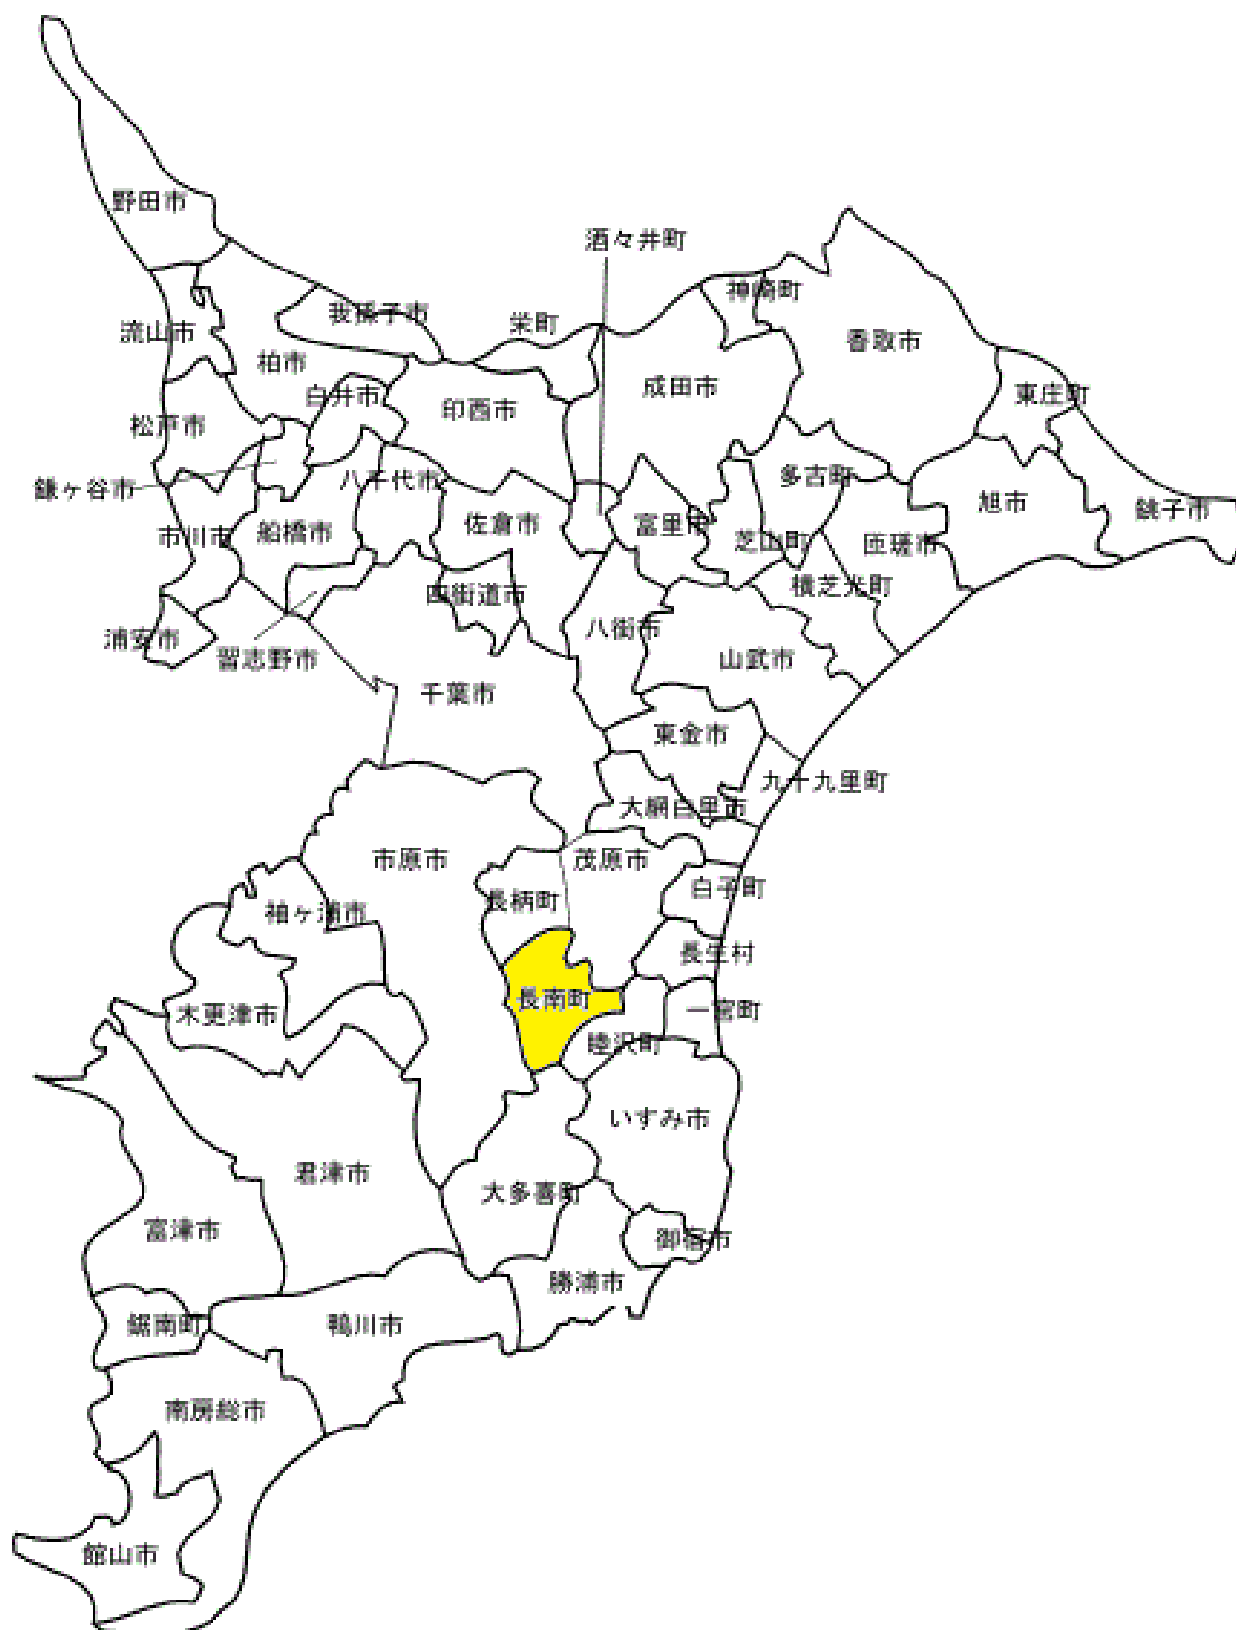 野田市
酒々井町
神崎町
我孫子市
栄町
流山市
香取市
柏市
成田市
白井市
東庄町
印西市
松戸市
多古町
八千代市
鎌ヶ谷市
旭市
銚子市
佐倉市
富里市
市川市
船橋市
芝山町
匝瑳市
横芝光町
四街道市
八街市
浦安市
習志野市
山武市
千葉市
東金市
九十九里町
大網白里市
市原市
茂原市
白子町
長柄町
袖ヶ浦市
長生村
長南町
一宮町
木更津市
睦沢町
いすみ市
君津市
大多喜町
富津市
御宿市
勝浦市
鋸南町
鴨川市
南房総市
館山市